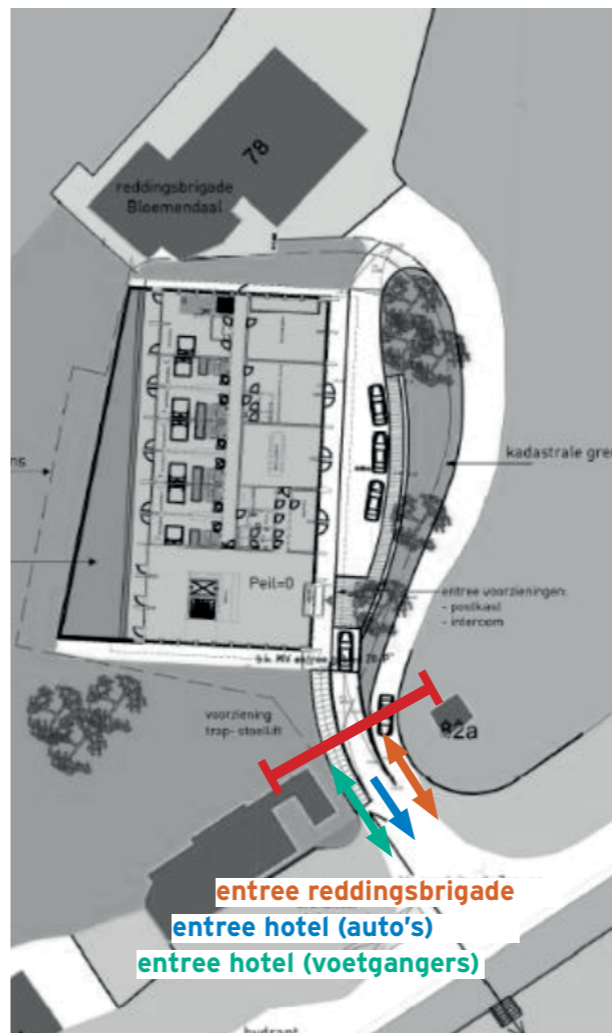 78
reddingsbrigade
Bloemendaal
ns
kadastrale gre
Peil=0
entree voorzieningen:
- postkast
- intercom
voorziening
trap- stoellift
82a
entree reddingsbrigade
entree hotel (auto's)
entree hotel (voetgangers)
hydrant